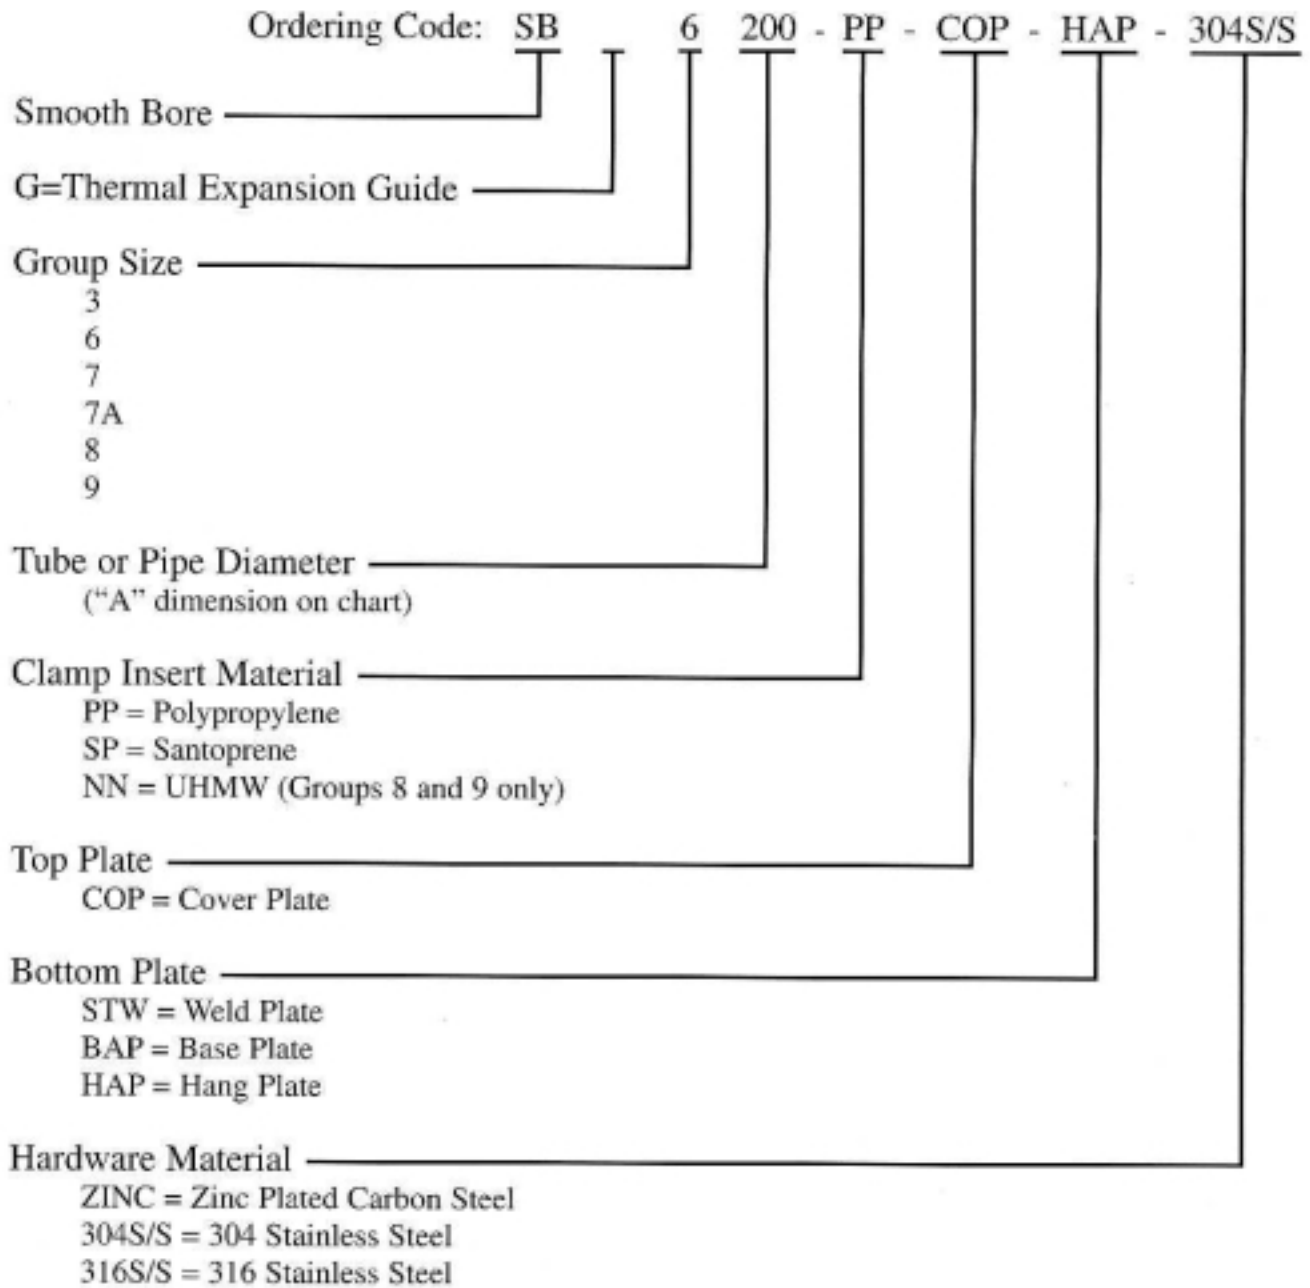 Ordering Code: SB _ 6 200 - PP - COP - HAP - 304S/S
Smooth Bore
G=Thermal Expansion Guide
Group Size
3
6
7
7A
8
9
Tube or Pipe Diameter
("A" dimension on chart)
Clamp Insert Material
PP = Polypropylene
SP = Santoprene
NN = UHMW (Groups 8 and 9 only)
Top Plate
COP = Cover Plate
Bottom Plate
STW = Weld Plate
BAP = Base Plate
HAP = Hang Plate
Hardware Material
ZINC = Zinc Plated Carbon Steel
304S/S = 304 Stainless Steel
316S/S = 316 Stainless Steel